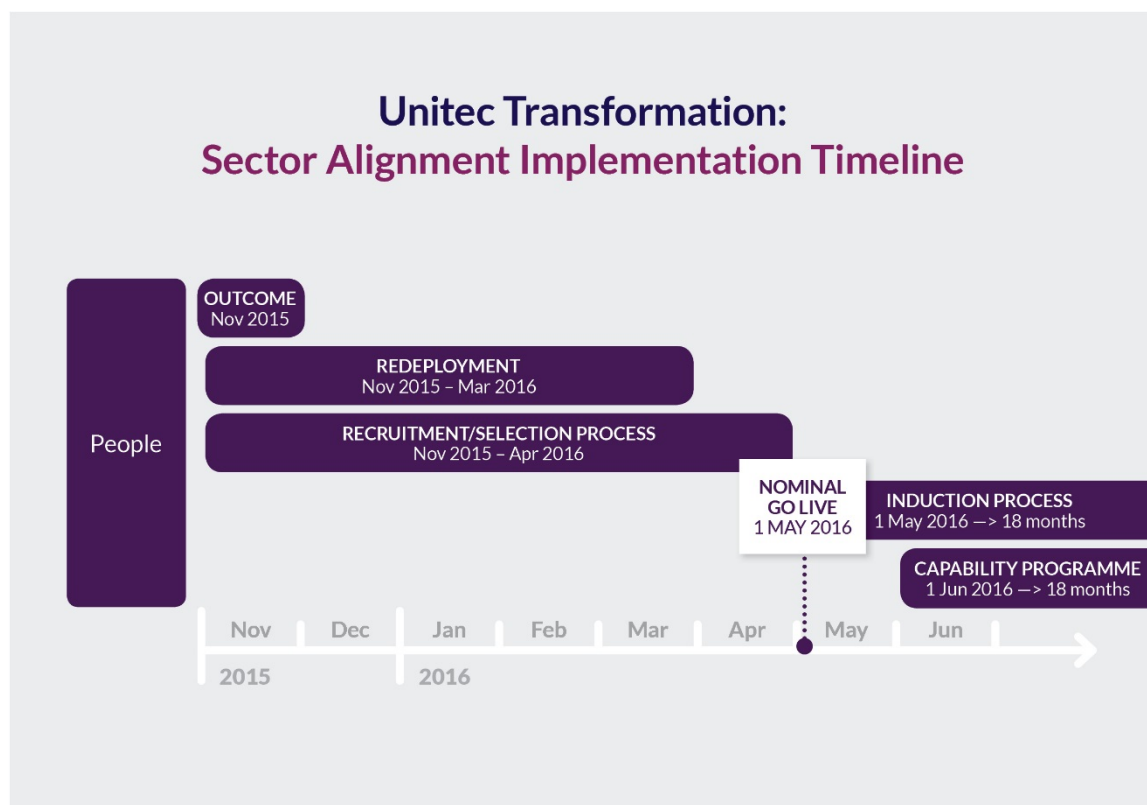 Unitec Transformation:
Sector Alignment Implementation Timeline
People
OUTCOME
Nov 2015
REDEPLOYMENT
Nov 2015 – Mar 2016
RECRUITMENT/SELECTION PROCESS
Nov 2015 – Apr 2016
NOMINAL
GO LIVE
1 MAY 2016
INDUCTION PROCESS
1 May 2016 —> 18 months
CAPABILITY PROGRAMME
1 Jun 2016 —> 18 months
Nov Dec Jan Feb Mar Apr May Jun
2015 2016